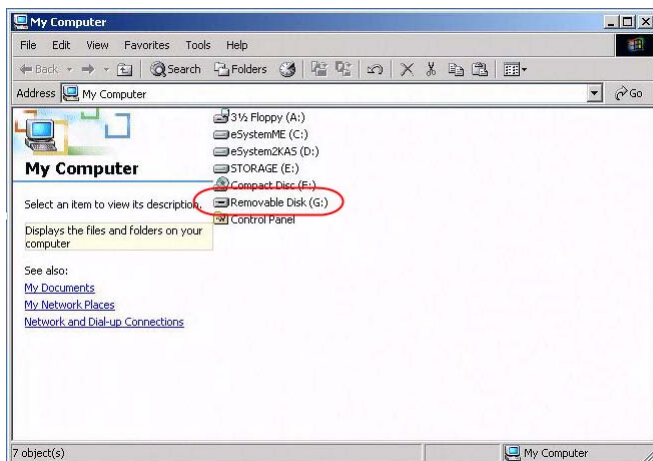 My Computer
File Edit View Favorites Tools Help
Back Search Folders
Address My Computer Go
My Computer
Select an item to view its description.
Displays the files and folders on your
computer
See also:
My Documents
My Network Places
Network and Dial-up Connections
3½ Floppy (A:)
eSystemME (C:)
eSystem2KAS (D:)
STORAGE (E:)
Compact Disc (F:)
Removable Disk (G:)
Control Panel
7 object(s)
My Computer